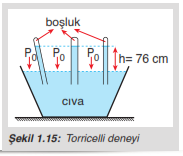 boşluk
P₀ P₀ P₀ h= 76 cm
cıva
Şekil 1.15: Torricelli deneyi